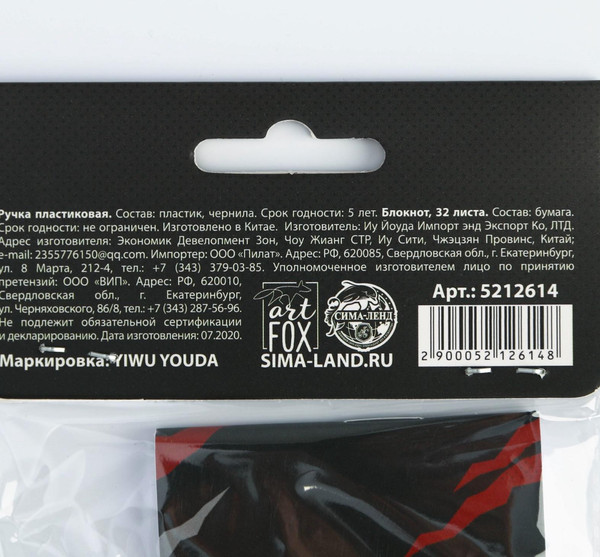 Ручка пластиковая. Состав: пластик, чернила. Срок годности: 5 лет. Блокнот, 32 листа. Состав: бумага.
Срок годности: не ограничен. Изготовлено в Китае. Изготовитель: Иу Йоуда Импорт энд Экспорт Ко, ЛТД.
Адрес изготовителя: Экономик Девелопмент Зон, Чоу Жианг СТР, Иу Сити, Чжэцзян Провинс, Китай;
e-mail: 2355776150@qq.com. Импортер: ООО «Пилат». Адрес: РФ, 620085, Свердловская обл., г. Екатеринбург,
ул. 8 Марта, 212-4, тел.: +7 (343) 379-03-85. Уполномоченное изготовителем лицо по принятию
претензий: ООО «ВИП». Адрес: РФ, 620010,
Свердловская обл., г. Екатеринбург,
ул. Черняховского, 86/8, тел.: +7 (343) 287-56-96.
Не подлежит обязательной сертификации
и декларированию. Дата изготовления: 07.2020.
Маркировка: YIWU YOUDA
art
FOX
СИМА-ЛЕНД
SIMA-LAND.RU
Арт.: 5212614
2 900052 126148